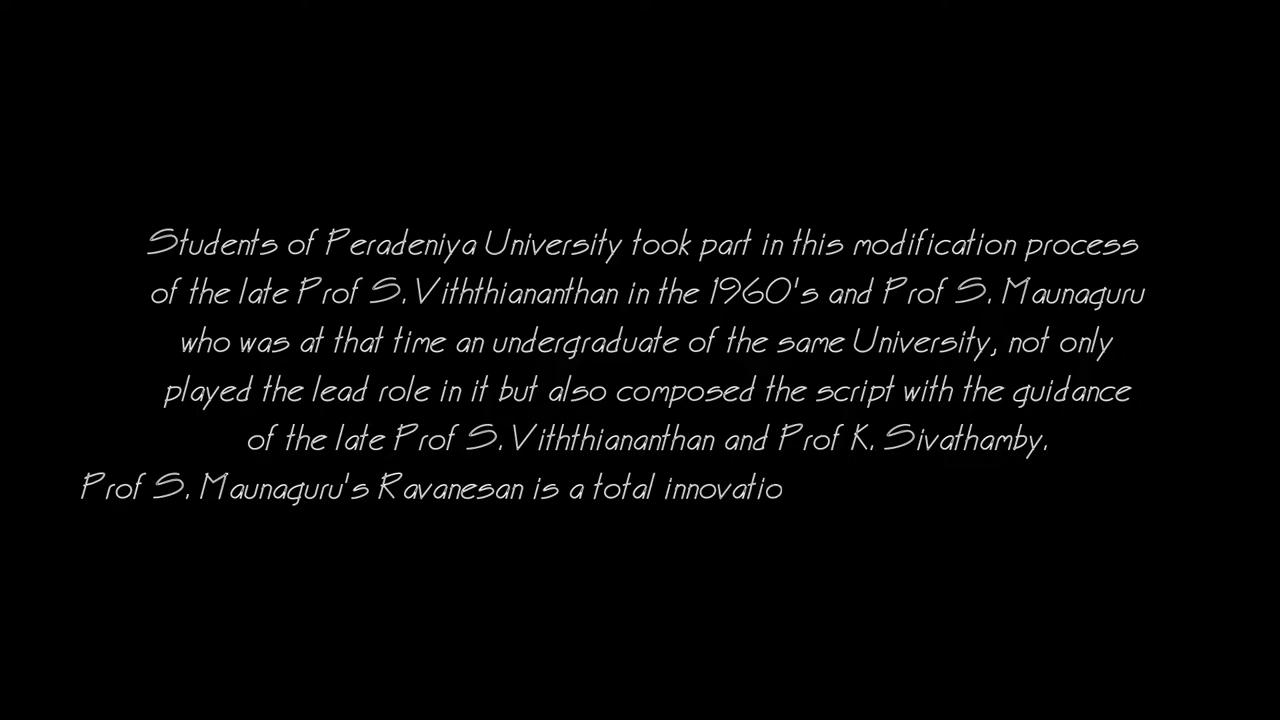 Students of Peradeniya University took part in this modification process
of the late Prof S. Viththiananthan in the 1960's and Prof S. Maunaguru
who was at that time an undergraduate of the same University, not only
played the lead role in it but also composed the script with the guidance
of the late Prof S. Viththiananthan and Prof K. Sivathamby.
Prof S. Maunaguru's Ravanesan is a total innovatio